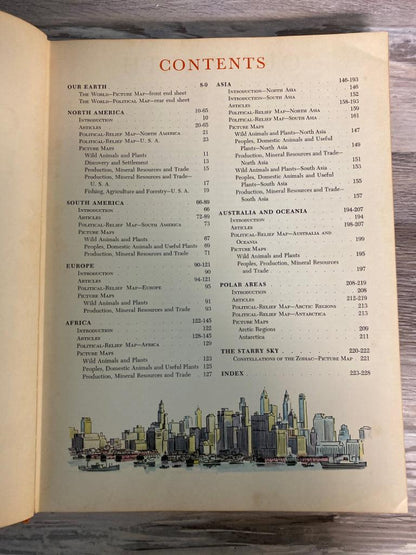 CONTENTS
OUR EARTH 8-9
THE WORLD—PICTURE MAP—front end sheet
THE WORLD—POLITICAL MAP—rear end sheet
NORTH AMERICA 10-65
INTRODUCTION 10
ARTICLES 20-65
POLITICAL-RELIEF MAP—NORTH AMERICA 21
POLITICAL-RELIEF MAP—U. S. A. 23
PICTURE MAPS
Wild Animals and Plants 11
Discovery and Settlement 13
Production, Mineral Resources and Trade 15
Production, Mineral Resources and Trade—
U. S. A. 17
Fishing, Agriculture and Forestry—U. S. A. 19
SOUTH AMERICA 66-89
INTRODUCTION 66
ARTICLES 72-89
POLITICAL-RELIEF MAP—SOUTH AMERICA 73
PICTURE MAPS
Wild Animals and Plants 67
Peoples, Domestic Animals and Useful Plants 69
Production, Mineral Resources and Trade 71
EUROPE 90-121
INTRODUCTION 90
ARTICLES 94-121
POLITICAL-RELIEF MAP—EUROPE 95
PICTURE MAPS
Wild Animals and Plants 91
Production, Mineral Resources and Trade 93
AFRICA 122-145
INTRODUCTION 122
ARTICLES 128-145
POLITICAL-RELIEF MAP—AFRICA 129
PICTURE MAPS
Wild Animals and Plants 123
Peoples, Domestic Animals and Useful Plants 125
Production, Mineral Resources and Trade 127
ASIA 146-193
INTRODUCTION—NORTH ASIA 146
INTRODUCTION—SOUTH ASIA 152
ARTICLES 158-193
POLITICAL-RELIEF MAP—NORTH ASIA 159
POLITICAL-RELIEF MAP—SOUTH ASIA 161
PICTURE MAPS
Wild Animals and Plants—North Asia 147
Peoples, Domestic Animals and Useful
Plants—North Asia 149
Production, Mineral Resources and Trade—
North Asia 151
Wild Animals and Plants—South Asia 153
Peoples, Domestic Animals and Useful
Plants—South Asia 155
Production, Mineral Resources and Trade—
South Asia 157
AUSTRALIA AND OCEANIA 194-207
INTRODUCTION 194
ARTICLES 198-207
POLITICAL-RELIEF MAP—AUSTRALIA AND
OCEANIA 199
PICTURE MAPS
Wild Animals and Plants 195
Peoples, Production, Mineral Resources
and Trade 197
POLAR AREAS 208-219
INTRODUCTION 208
ARTICLES 212-219
POLITICAL-RELIEF MAP—ARCTIC REGIONS 213
POLITICAL-RELIEF MAP—ANTARCTICA 213
PICTURE MAPS
Arctic Regions 209
Antarctica 211
THE STARRY SKY 220-222
CONSTELLATIONS OF THE ZODIAC—PICTURE MAP 221
INDEX 223-228